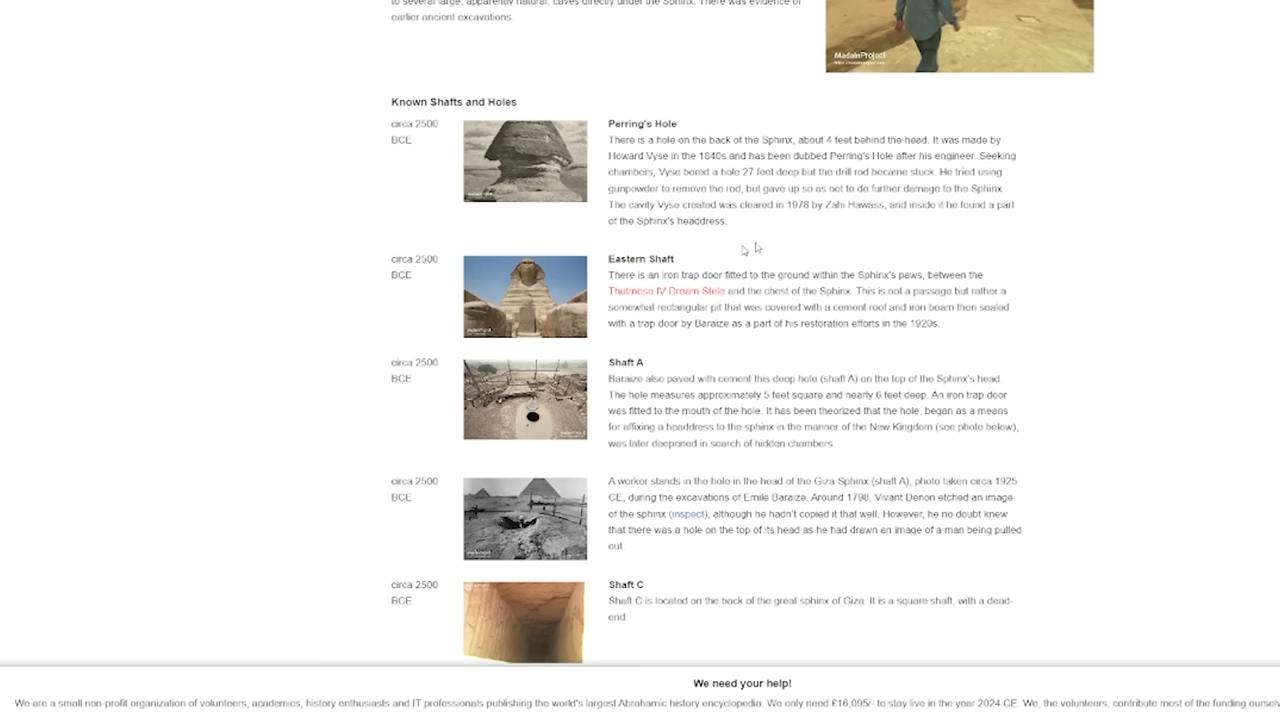 to several large, apparently natural, caves directly under the Sphinx. There was evidence of
earlier ancient excavations.
MadainProject
Known Shafts and Holes
circa 2500
BCE
Perring's Hole
There is a hole on the back of the Sphinx, about 4 feet behind the head. It was made by
Howard Vyse in the 1840s and has been dubbed Perring's Hole after his engineer. Seeking
chambers, Vyse bored a hole 27 feet deep but the drill rod became stuck. He tried using
gunpowder to remove the rod, but gave up so as not to do further damage to the Sphinx.
The cavity Vyse created was cleared in 1978 by Zahi Hawass, and inside it he found a part
of the Sphinx's headdress.
circa 2500
BCE
Eastern Shaft
There is an iron trap door fitted to the ground within the Sphinx's paws, between the
Thutmose IV Dream Stele and the chest of the Sphinx. This is not a passage but rather a
somewhat rectangular pit that was covered with a cement roof and iron beam then sealed
with a trap door by Baraize as a part of his restoration efforts in the 1920s.
circa 2500
BCE
Shaft A
Baraize also paved with cement this deep hole (shaft A) on the top of the Sphinx's head.
The hole measures approximately 5 feet square and nearly 6 feet deep. An iron trap door
was fitted to the mouth of the hole. It has been theorized that the hole, began as a means
for affixing a headdress to the sphinx in the manner of the New Kingdom (see photo below),
was later deepened in search of hidden chambers.
circa 2500
BCE
A worker stands in the hole in the head of the Giza Sphinx (shaft A), photo taken circa 1925
CE, during the excavations of Emile Baraize. Around 1798, Vivant Denon etched an image
of the sphinx (inspect), although he hadn't copied it that well. However, he no doubt knew
that there was a hole on the top of its head as he had drawn an image of a man being pulled
out.
circa 2500
BCE
Shaft C
Shaft C is located on the back of the great sphinx of Giza. It is a square shaft, with a dead-
end.
We need your help!
We are a small non-profit organization of volunteers, academics, history enthusiasts and IT professionals publishing the world's largest Abrahamic history encyclopedia. We only need £16,095/- to stay live in the year 2024 CE. We, the volunteers, contribute most of the funding